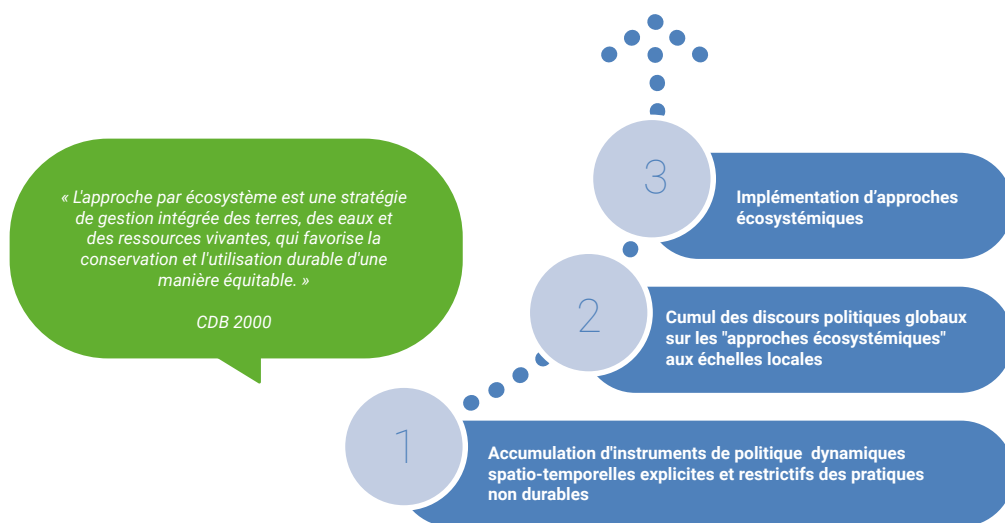 « L'approche par écosystème est une stratégie
de gestion intégrée des terres, des eaux et
des ressources vivantes, qui favorise la
conservation et l'utilisation durable d'une
manière équitable. »
CDB 2000
3
Implémentation d'approches
écosystémiques
2
Cumul des discours politiques globaux
sur les "approches écosystémiques"
aux échelles locales
1
Accumulation d'instruments de politique  dynamiques
spatio-temporelles explicites et restrictifs des pratiques
non durables